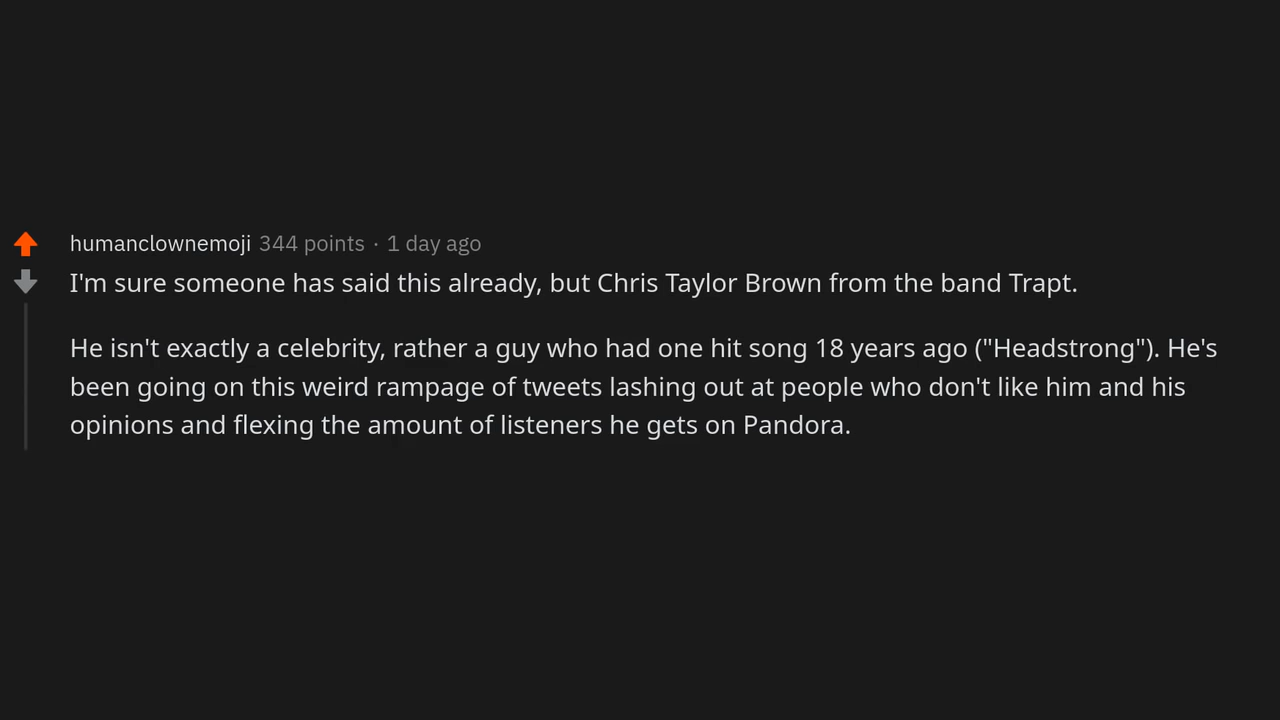 humanclownemoji 344 points · 1 day ago
I'm sure someone has said this already, but Chris Taylor Brown from the band Trapt.
He isn't exactly a celebrity, rather a guy who had one hit song 18 years ago ("Headstrong"). He's
been going on this weird rampage of tweets lashing out at people who don't like him and his
opinions and flexing the amount of listeners he gets on Pandora.